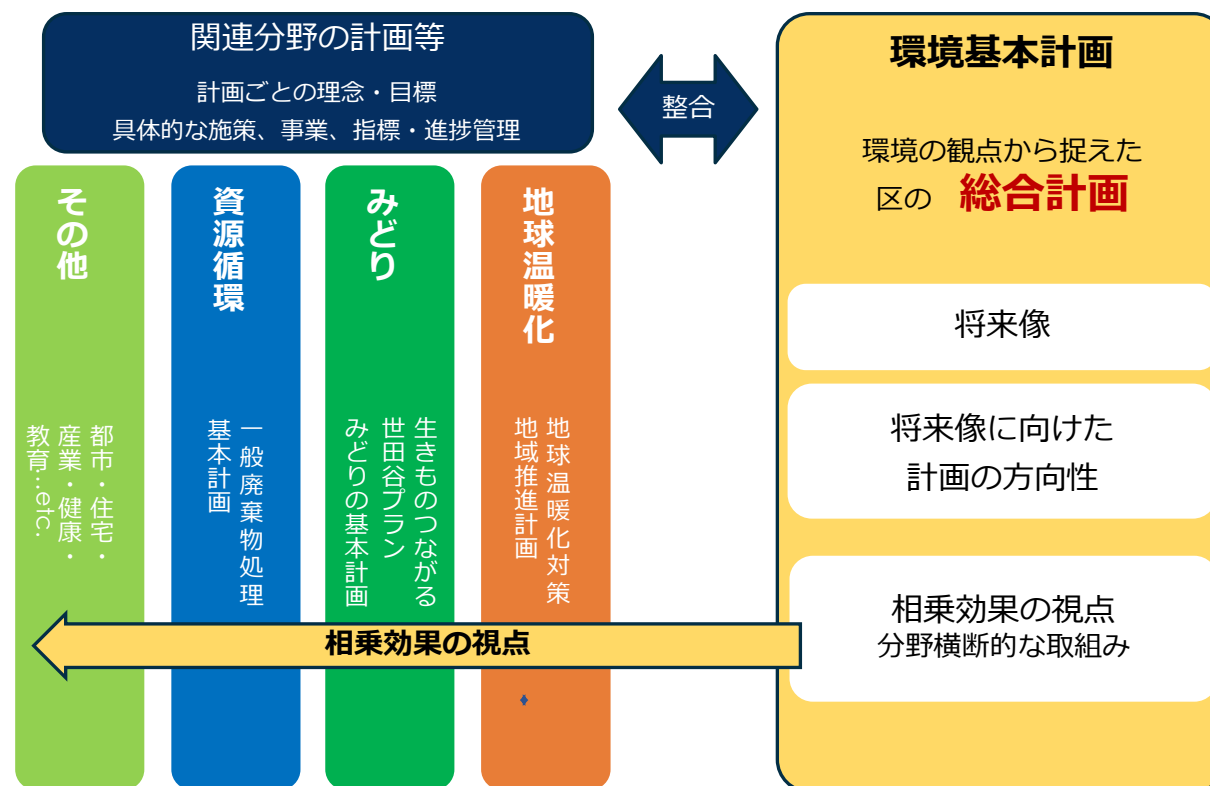 関連分野の計画等
計画ごとの理念・目標
具体的な施策、事業、指標・進捗管理
整合
環境基本計画
環境の観点から捉えた
区の 総合計画
将来像
将来像に向けた
計画の方向性
相乗効果の視点
分野横断的な取組み
その他
都市・住宅・
産業・健康・
教育…etc.
資源循環
一般廃棄物処理
基本計画
みどり
生きものつながる
世田谷プラン
みどりの基本計画
地球温暖化
地球温暖化対策
地域推進計画
相乗効果の視点